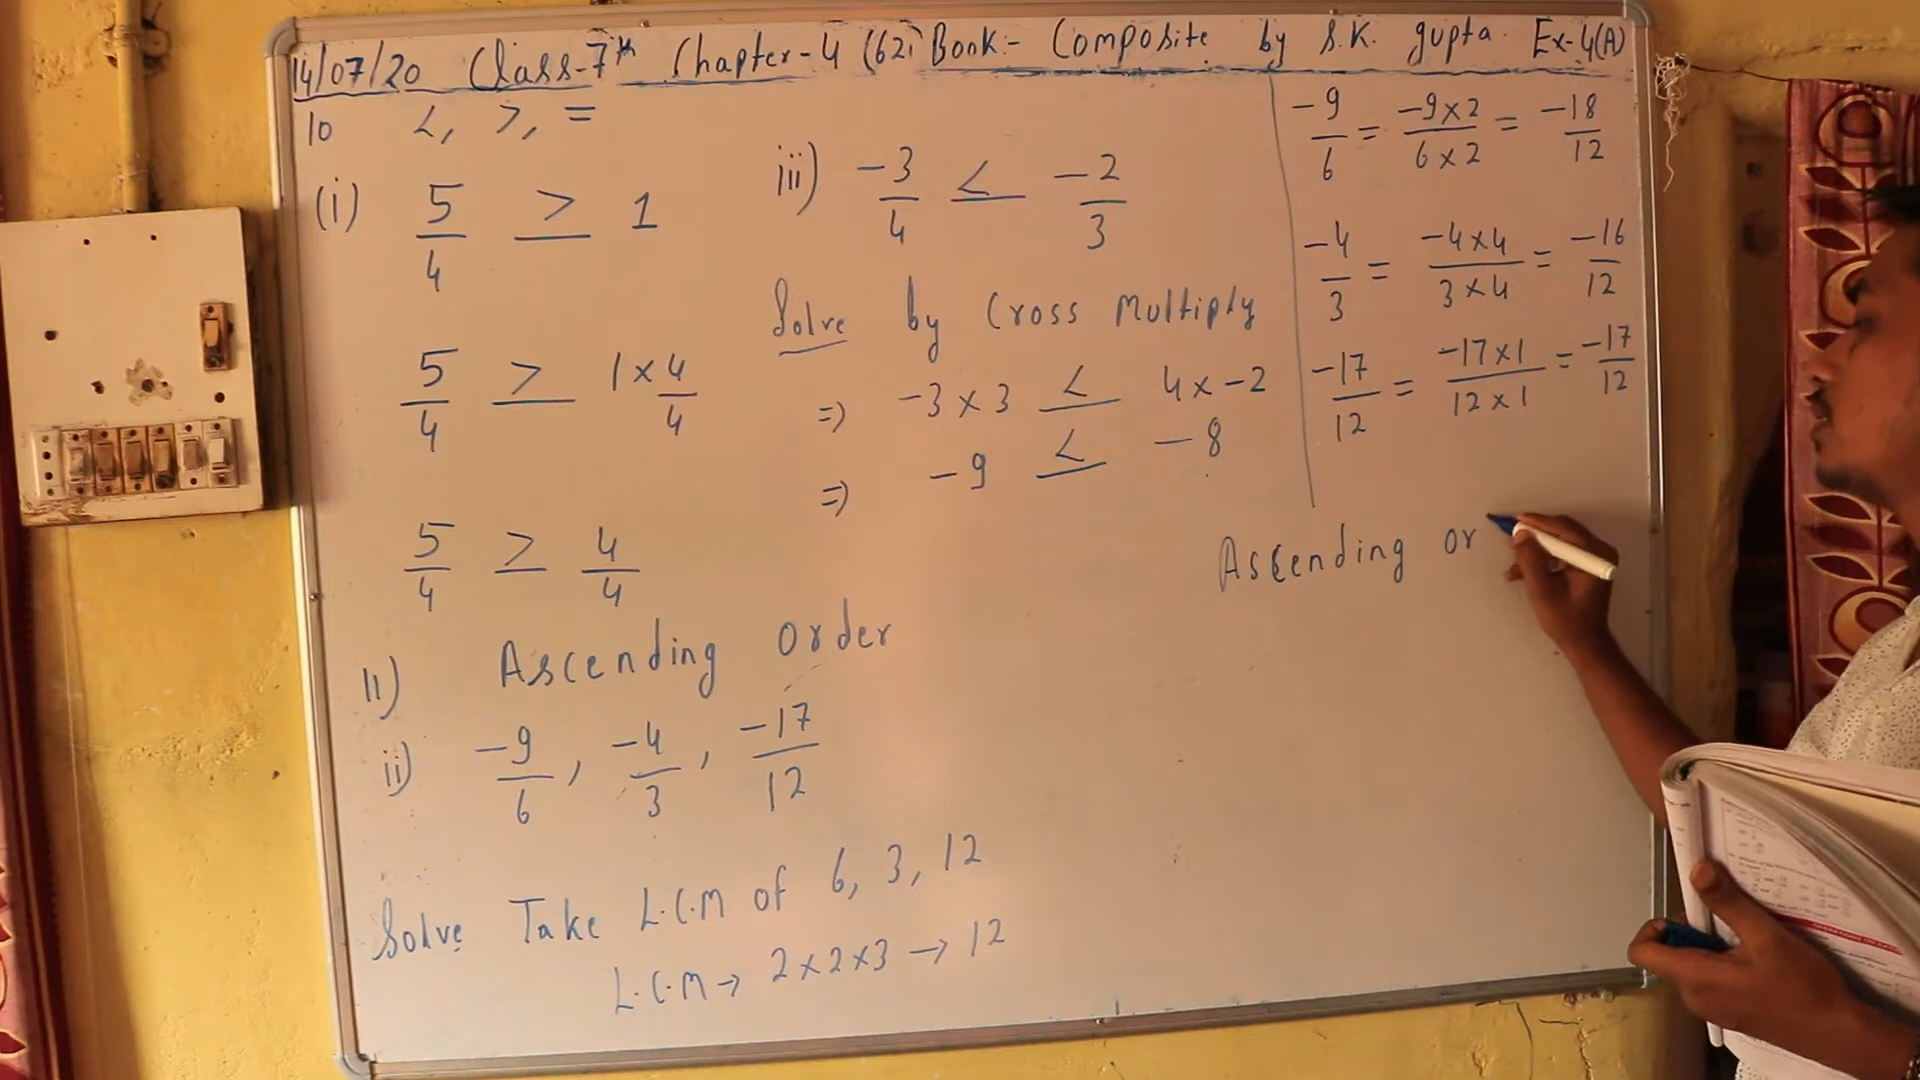 14/07/20 Class-7th Chapter-4 (62) Book:- Composite by S.K. gupta. Ex-4(A)
10 <, >, =
(i) 5/4 > 1
5/4 > 1×4/4
5/4 > 4/4
11) Ascending Order
ii) -9/6, -4/3, -17/12
Solve Take L.C.M of 6, 3, 12
L.C.M → 2×2×3 → 12
iii) -3/4 < -2/3
Solve by Cross Multiply
⇒ -3×3 < 4×-2
⇒ -9 < -8
-9/6 = -9×2/6×2 = -18/12
-4/3 = -4×4/3×4 = -16/12
-17/12 = -17×1/12×1 = -17/12
Ascending or